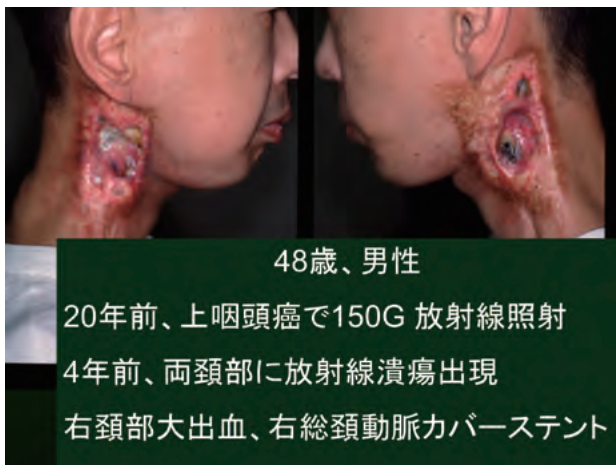 48歳、男性
20年前、上咽頭癌で150G 放射線照射
4年前、両頚部に放射線潰瘍出現
右頚部大出血、右総頚動脈カバーステント